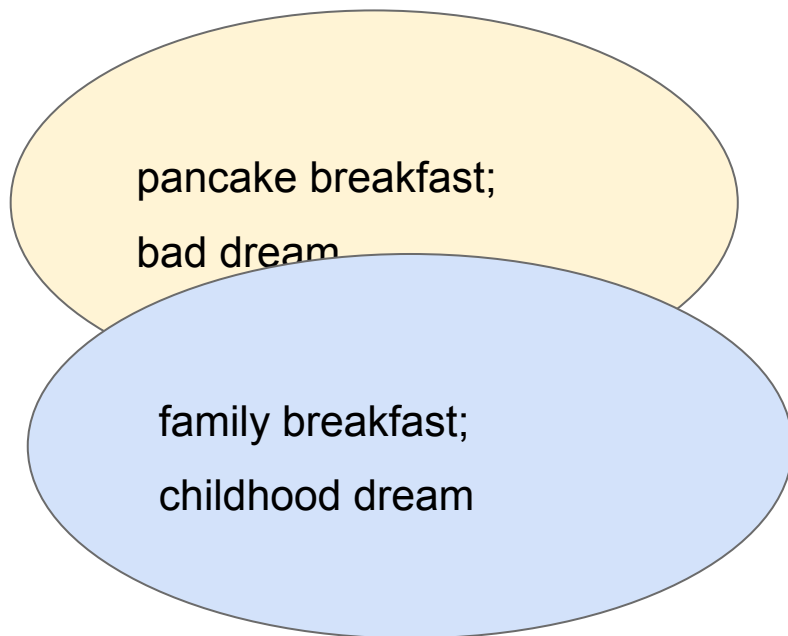 pancake breakfast;
bad dream
family breakfast;
childhood dream